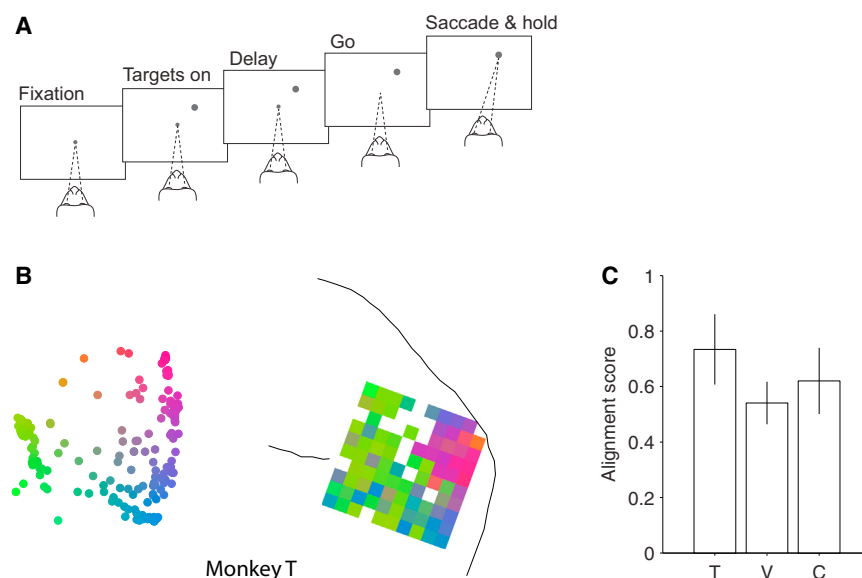 A
Fixation
Targets on
Delay
Go
Saccade & hold
B
Monkey T
C
Alignment score
1
0.8
0.6
0.4
0.2
0
T V C